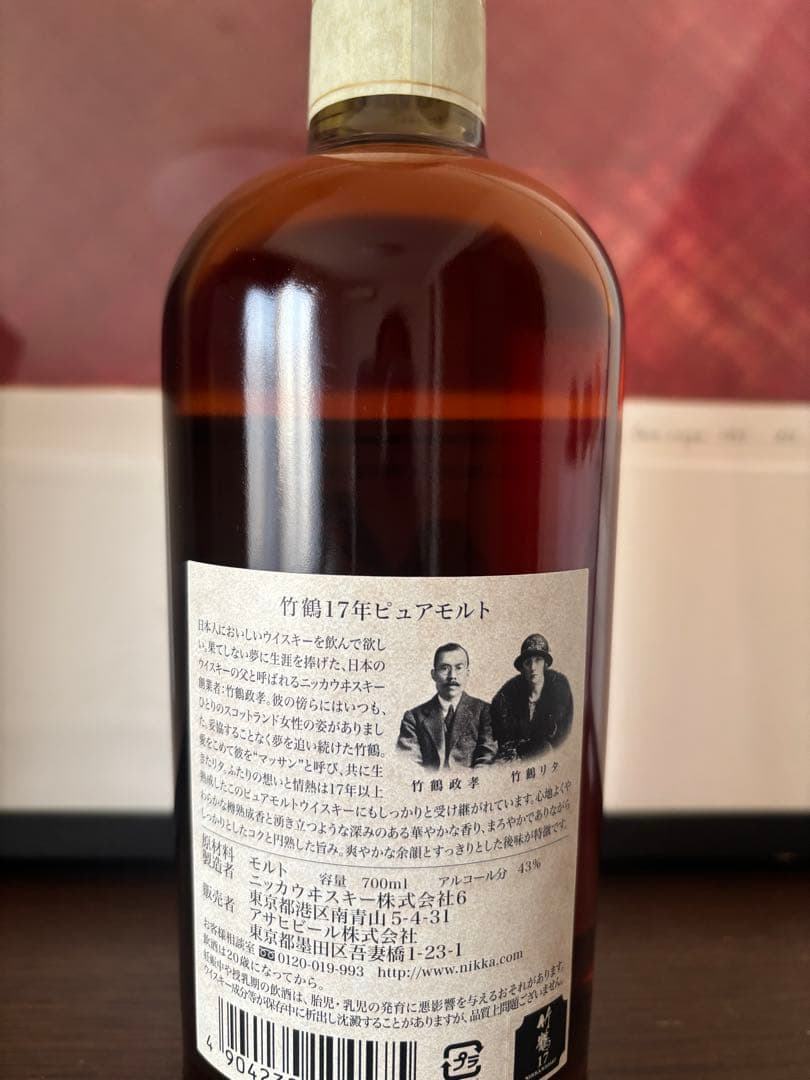 竹鶴17年ピュアモルト
日本人においしいウイスキーを飲んで欲し
い。果てしない夢に生涯を捧げた、日本の
ウイスキーの父と呼ばれるニッカウヰスキー
創業者：竹鶴政孝。彼の傍らにはいつも、
ひとりのスコットランド女性の姿がありまし
た。妥協することなく夢を追い続けた竹鶴。
愛をこめて彼を“マッサン”と呼び、共に生
きたリタ。ふたりの想いと情熱は17年以上
熟成したこのピュアモルトウイスキーにもしっかりと受け継がれています。心地よくや
わらかな樽熟成香と湧き立つような深みのある華やかな香り、まろやかでありながら
しっかりとしたコクと円熟した旨み。爽やかな余韻とすっきりとした後味が特徴です。
竹鶴政孝
竹鶴リタ
原材料 モルト 容量 700ml アルコール分 43%
製造者 ニッカウヰスキー株式会社6
東京都港区南青山5-4-31
販売者 アサヒビール株式会社
東京都墨田区吾妻橋1-23-1
お客様相談室 0120-019-993 http://www.nikka.com
飲酒は20歳になってから。
妊娠中や授乳期の飲酒は、胎児・乳児の発育に悪影響を与えるおそれがあります。
ウイスキー成分等が保存中に析出し沈澱することがありますが、品質上問題ございません。
4 90423
プラ
竹鶴
17
NIKKA WHISKY